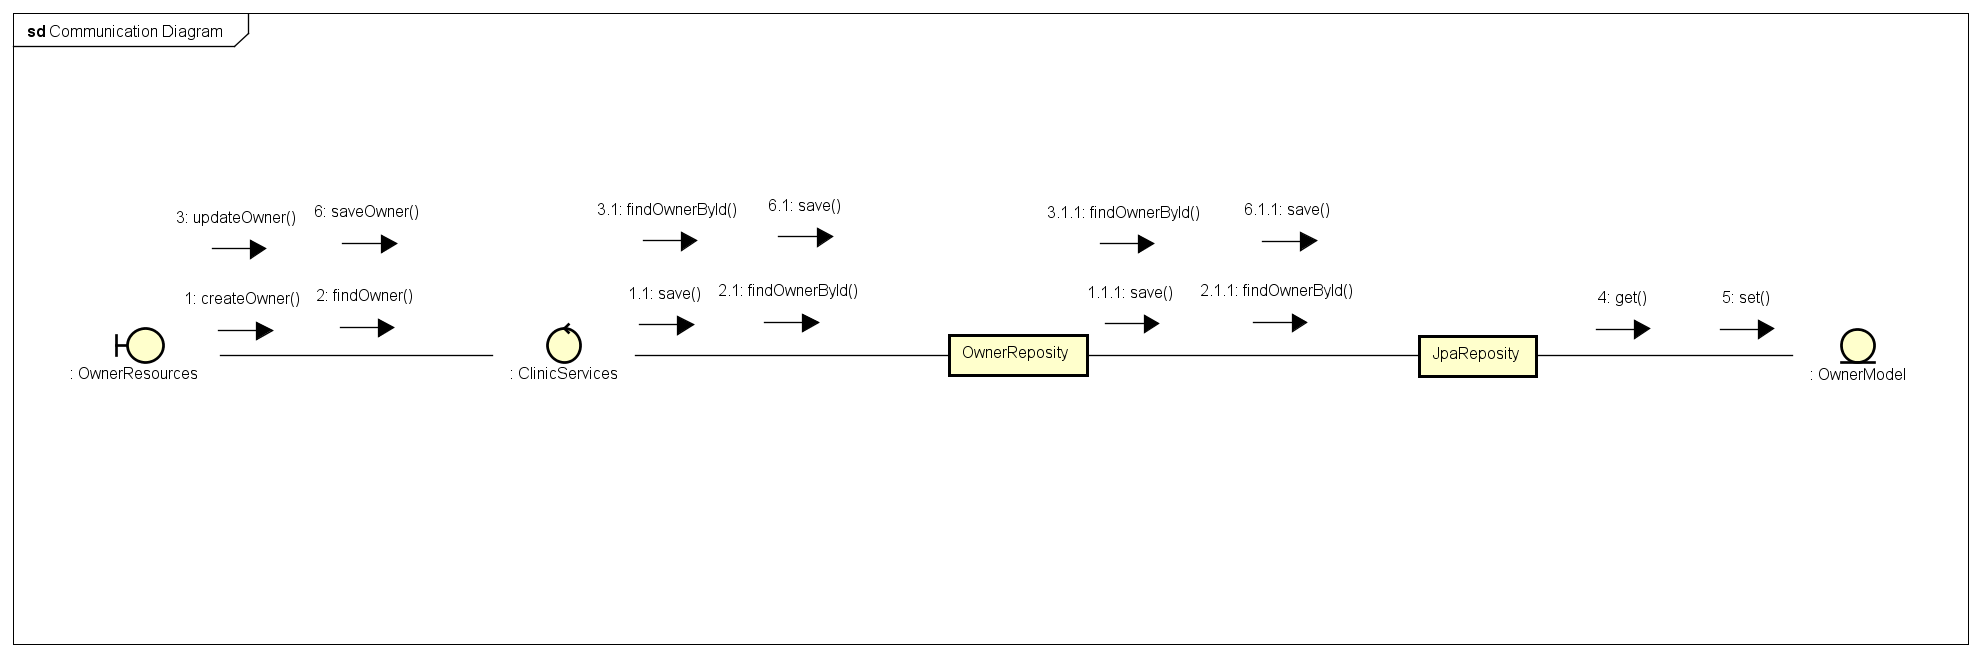 sd Communication Diagram
3: updateOwner()
6: saveOwner()
3.1: findOwnerById()
6.1: save()
3.1.1: findOwnerById()
6.1.1: save()
1: createOwner()
2: findOwner()
1.1: save()
2.1: findOwnerById()
1.1.1: save()
2.1.1: findOwnerById()
4: get()
5: set()
: OwnerResources
: ClinicServices
OwnerReposity
JpaReposity
: OwnerModel